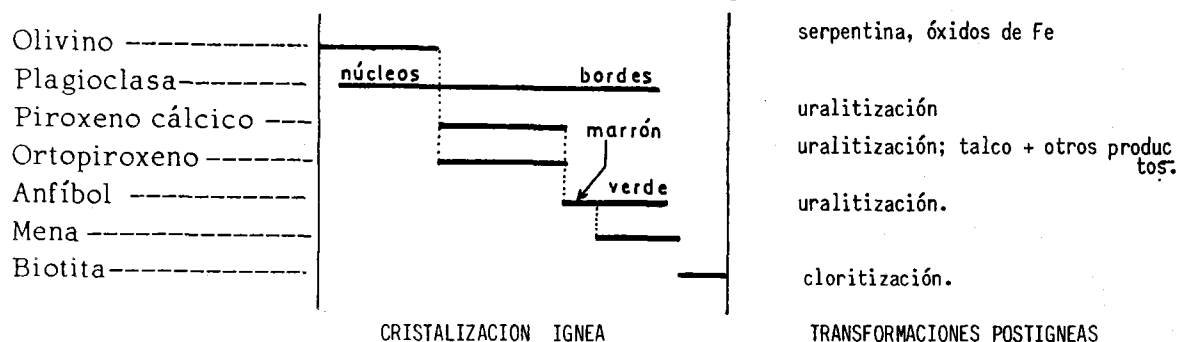 Olivino serpentina, óxidos de Fe
núcleos bordes
Plagioclasa
Piroxeno cálcico marrón uralitización
Ortopiroxeno uralitización; talco + otros produc
tos.
Anfíbol verde uralitización.
Mena
Biotita cloritización.
CRISTALIZACION IGNEA TRANSFORMACIONES POSTIGNEAS